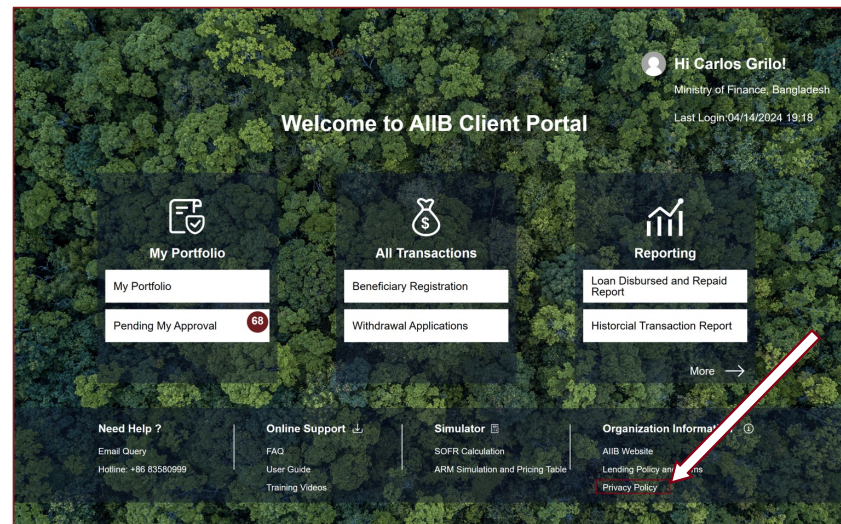 Hi Carlos Grilo!
Ministry of Finance, Bangladesh
Last Login:04/14/2024 19:18
Welcome to AIIB Client Portal
$
My Portfolio
My Portfolio
Pending My Approval
68
All Transactions
Beneficiary Registration
Withdrawal Applications
Reporting
Loan Disbursed and Repaid
Report
Historcial Transaction Report
More
Need Help ?
Email Query
Hotline: +86 83580999
Online Support
FAQ
User Guide
Training Videos
Simulator
SOFR Calculation
ARM Simulation and Pricing Table
Organization
AIIB Website
Lending Policy
Privacy Policy